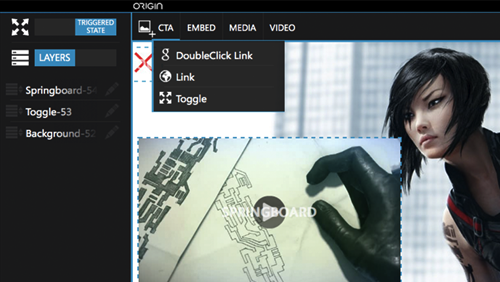 ORIGIN
TRIGGERED
STATE
CTA EMBED MEDIA VIDEO
LAYERS
DoubleClick Link
Link
Toggle
Springboard-54
Toggle-53
Background-52
SPRINGBOARD